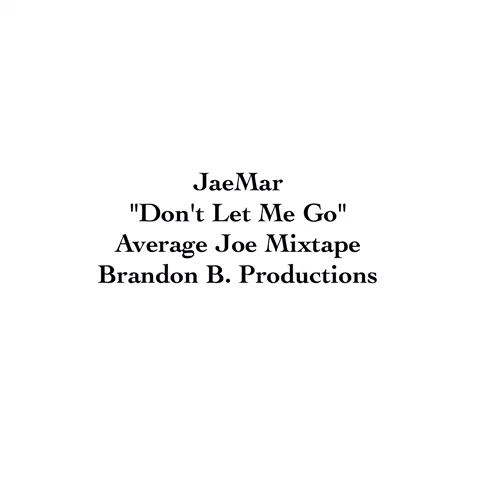 JaeMar
"Don't Let Me Go"
Average Joe Mixtape
Brandon B. Productions